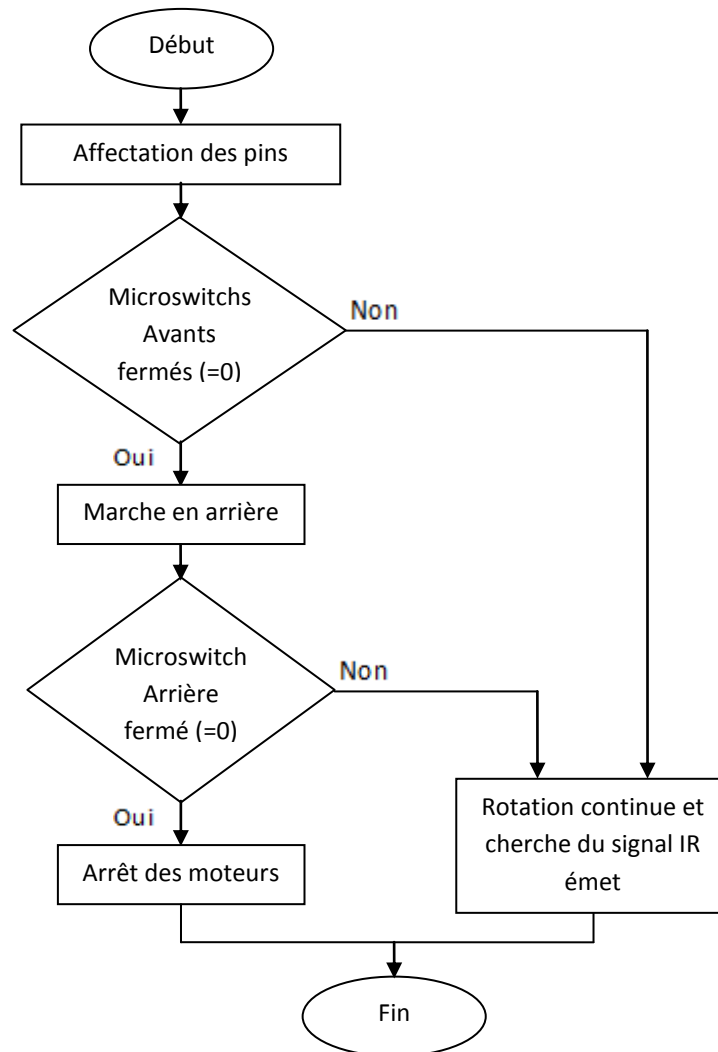 Début
Affectation des pins
Microswitchs
Avants
fermés (=0)
Non
Oui
Marche en arrière
Microswitch
Arrière
fermé (=0)
Non
Oui
Arrêt des moteurs
Rotation continue et
cherche du signal IR
émet
Fin